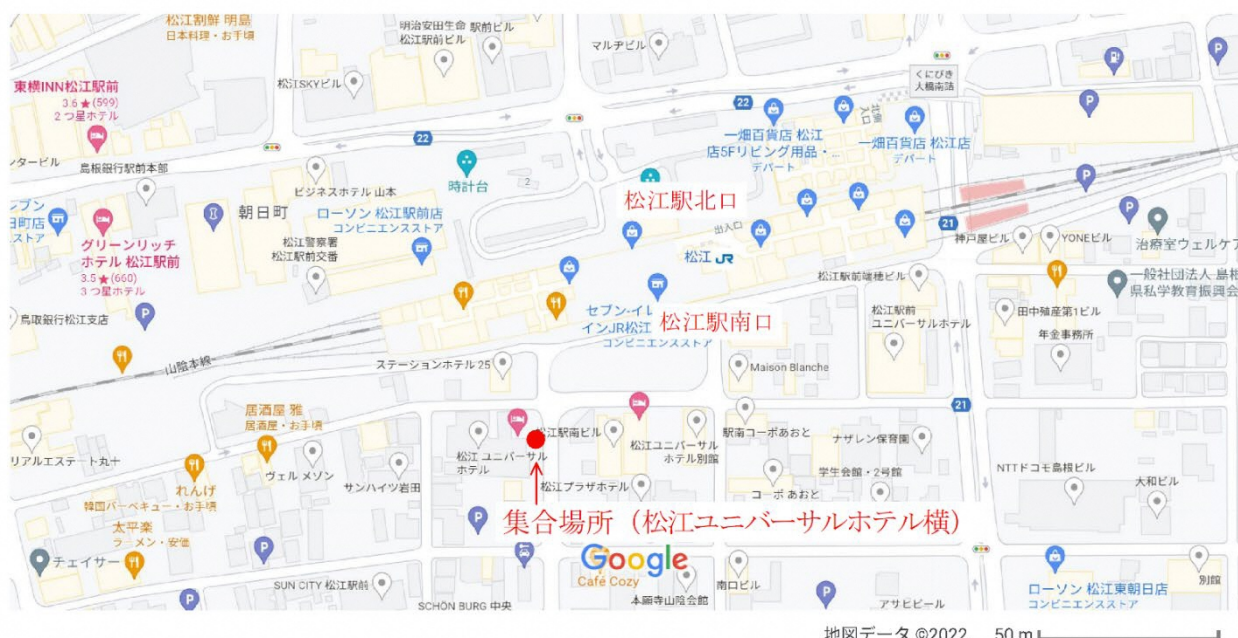 松江割鮮 明島
日本料理・お手頃
明治安田生命
松江駅前ビル
駅前ビル
マルヂビル
松江SKYビル
くにびき
大橋南詰
東横INN松江駅前
3.6 ★ (599)
2 つ星ホテル
ンタービル
島根銀行駅前本部
22
22
時計台
2
一畑百貨店 松江
店5Fリビング用品・...
デパート
一畑百貨店 松江店
デパート
北側
入口
ビジネスホテル 山本
朝日町
ローソン 松江駅前店
コンビニエンスストア
松江警察署
松江駅前交番
松江駅北口
出入口
松江 JR
21
神戸屋ビル
YONEビル
治療室ウェルケア
ブン
日町店
ニストア
グリーンリッチ
ホテル 松江駅前
3.5 ★ (660)
3 つ星ホテル
鳥取銀行松江支店
松江駅前端穂ビル
一般社団法人 島根
県私学教育振興会
セブン-イレ
インJR松江
コンビニエンスストア
松江駅南口
松江駅前
ユニバーサルホテル
田中殖産第1ビル
年金事務所
山陰本線
ステーションホテル 25
Maison Blanche
21
居酒屋 雅
居酒屋・お手頃
松江 ユニバーサル
ホテル
松江駅南ビル
松江ユニバーサル
ホテル別館
駅南コーポあおと
ナザレン保育園
リアルエステート丸十
ヴェル メゾン
サンハイツ岩田
松江プラザホテル
コーポ あおと
学生会館・2号館
NTTドコモ島根ビル
大和ビル
れんげ
韓国バーベキュー・お手頃
太平楽
ラーメン・安価
集合場所（松江ユニバーサルホテル横）
チェイサー
Google
Café Cozy
SUN CITY 松江駅前
SCHÖN BURG 中央
本願寺山陰会館
南口ビル
アサヒビール
ローソン 松江東朝日店
コンビニエンスストア
別館
地図データ ©2022 50 m